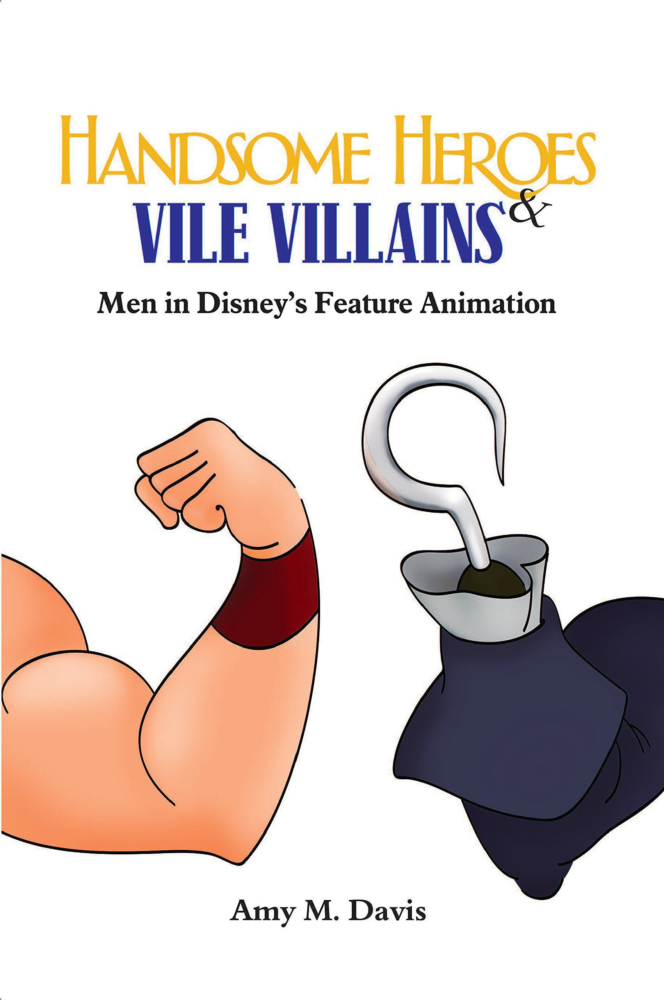 HANDSOME HEROES
&
VILE VILLAINS
Men in Disney's Feature Animation
Amy M. Davis